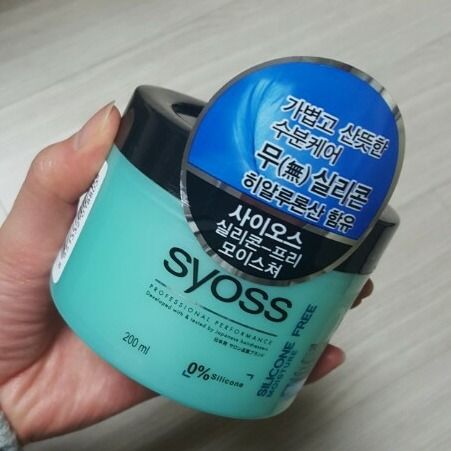 가볍고 산뜻한
수분케어
무(無)실리콘
히알루론산 함유
사이오스
실리콘-프리
모이스처
syoss
PROFESSIONAL PERFORMANCE
Developed with & tested by Japanese hairdressers
200 ml
0% Silicone
SILICONE FREE
MOISTURE